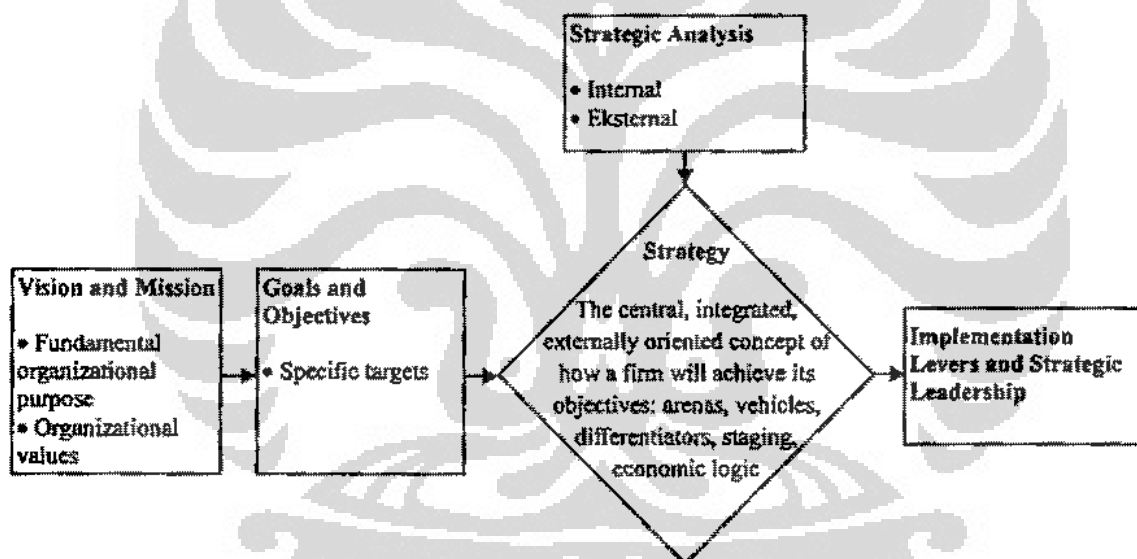 Strategic Analysis
• Internal
• Eksternal
Vision and Mission
• Fundamental
organizational
purpose
• Organizational
values
Goals and
Objectives
• Specific targets
Strategy
The central, integrated,
externally oriented concept of
how a firm will achieve its
objectives: arenas, vehicles,
differentiators, staging,
economic logic
Implementation
Levers and Strategic
Leadership